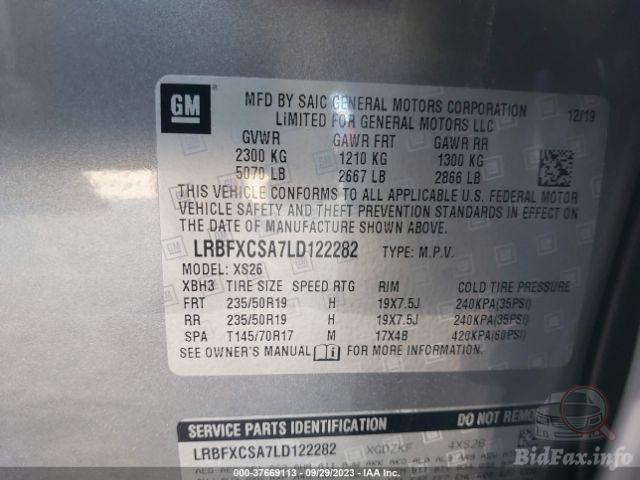 GM
MFD BY SAIC GENERAL MOTORS CORPORATION
LIMITED FOR GENERAL MOTORS LLC
12/19
GVWR GAWR FRT GAWR RR
2300 KG 1210 KG 1300 KG
5070 LB 2667 LB 2866 LB
THIS VEHICLE CONFORMS TO ALL APPLICABLE U.S. FEDERAL MOTOR
VEHICLE SAFETY AND THEFT PREVENTION STANDARDS IN EFFECT ON
THE DATE OF MANUFACTURE SHOWN ABOVE.
LRBFXCSA7LD122282 TYPE: M.P.V.
MODEL: XS26
XBH3 TIRE SIZE SPEED RTG RIM COLD TIRE PRESSURE
FRT 235/50R19 H 19X7.5J 240KPA(35PSI)
RR 235/50R19 H 19X7.5J 240KPA(35PSI)
SPA T145/70R17 M 17X4B 420KPA(60PSI)
SEE OWNER'S MANUAL FOR MORE INFORMATION.
SERVICE PARTS IDENTIFICATION DO NOT REMO
LRBFXCSA7LD122282 4XS26
© COPARTS: 37669113 - 09/29/2023 - IAA Inc.
BidFax.info